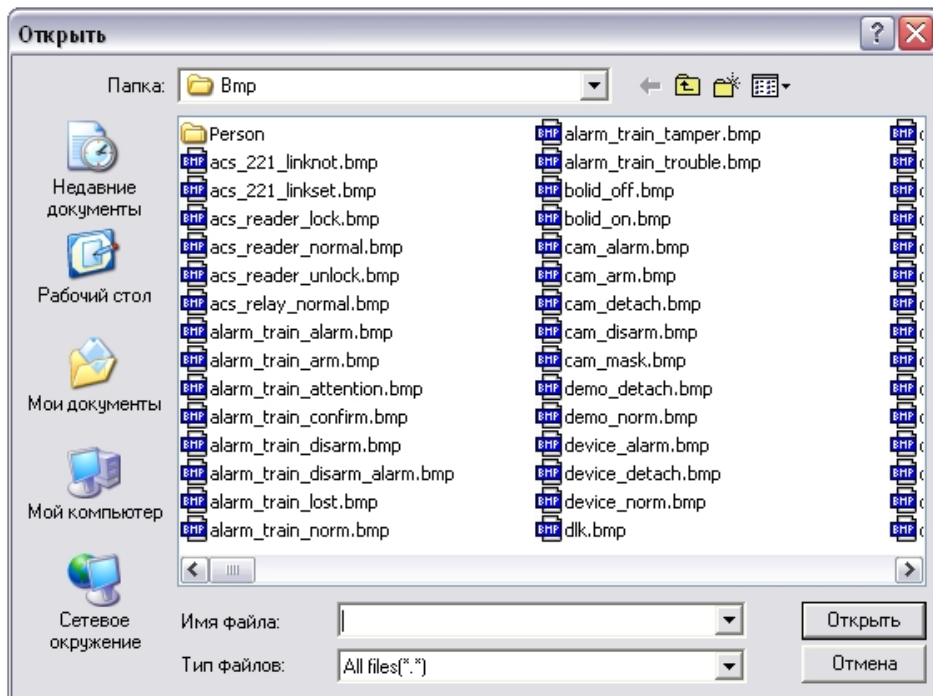 Открыть
Папка:
Bmp
Недавние
документы
Рабочий стол
Мои документы
Мой компьютер
Сетевое
окружение
Person
acs_221_linknot.bmp
acs_221_linkset.bmp
acs_reader_lock.bmp
acs_reader_normal.bmp
acs_reader_unlock.bmp
acs_relay_normal.bmp
alarm_train_alarm.bmp
alarm_train_arm.bmp
alarm_train_attention.bmp
alarm_train_confirm.bmp
alarm_train_disarm.bmp
alarm_train_disarm_alarm.bmp
alarm_train_lost.bmp
alarm_train_norm.bmp
alarm_train_tamper.bmp
alarm_train_trouble.bmp
bolid_off.bmp
bolid_on.bmp
cam_alarm.bmp
cam_arm.bmp
cam_detach.bmp
cam_disarm.bmp
cam_mask.bmp
demo_detach.bmp
demo_norm.bmp
device_alarm.bmp
device_detach.bmp
device_norm.bmp
dlk.bmp
Имя файла:
Открыть
Тип файлов:
All files(*.*)
Отмена